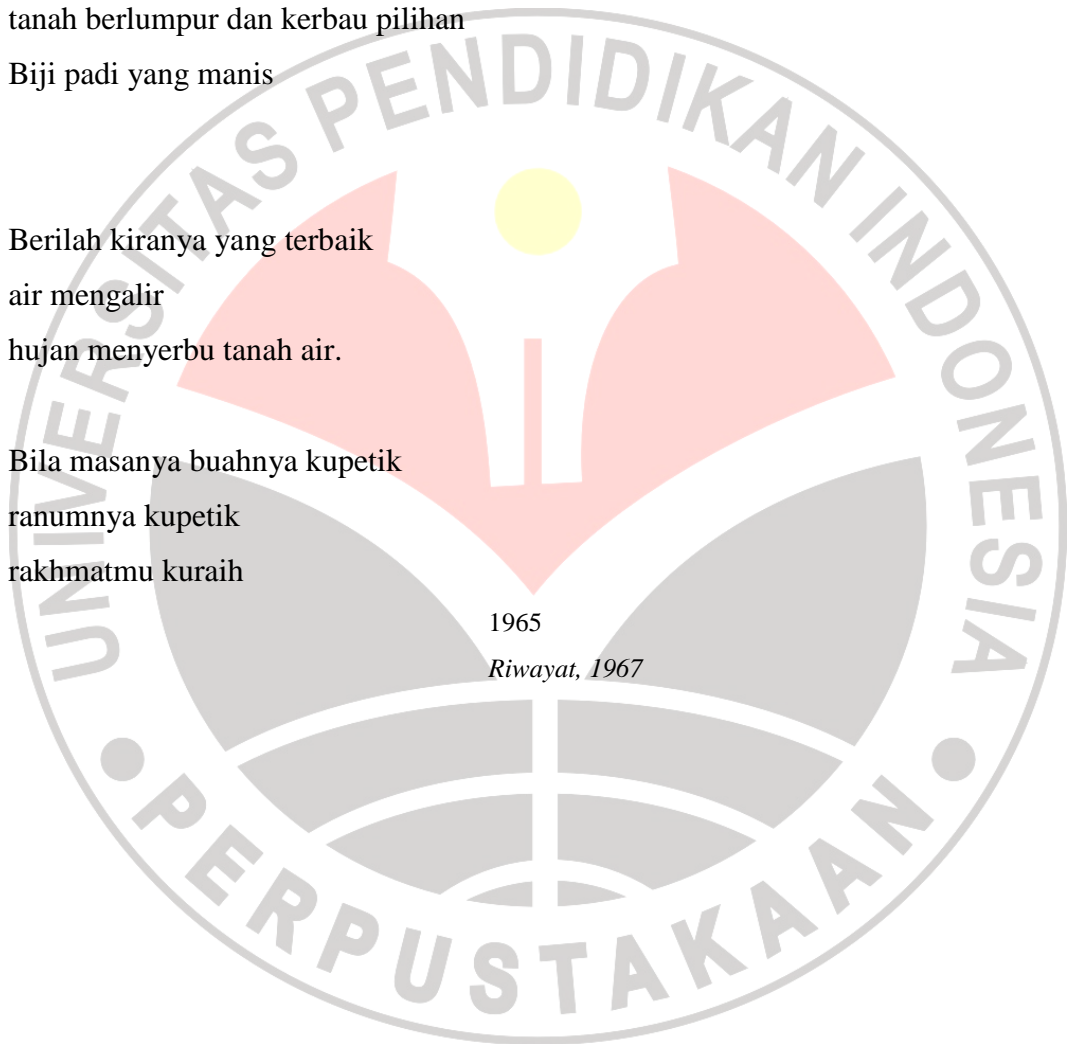 tanah berlumpur dan kerbau pilihan
Biji padi yang manis
Berilah kiranya yang terbaik
air mengalir
hujan menyerbu tanah air.
Bila masanya buahnya kupetik
ranumnya kupetik
rakhmatmu kuraih
1965
Riwayat, 1967
UNIVERSITAS PENDIDIKAN INDONESIA
PERPUSTAKAAN